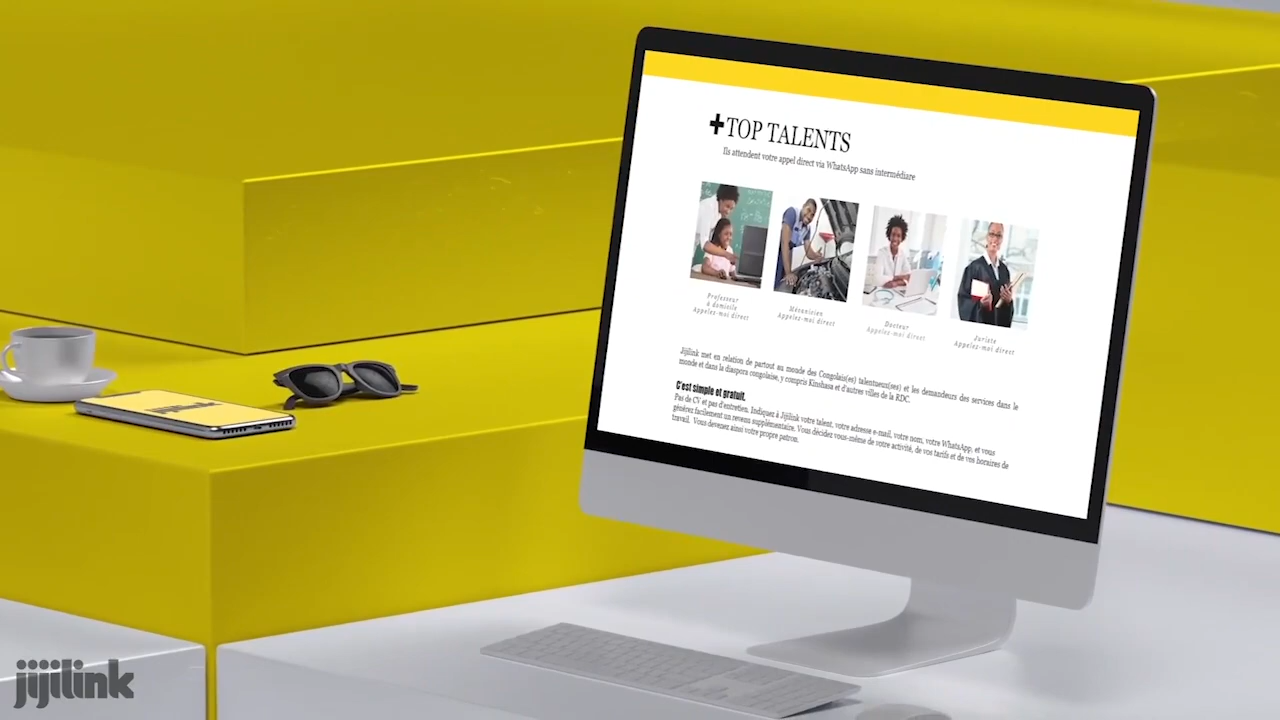 +TOP TALENTS
Ils attendent votre appel direct via WhatsApp sans intermédiare
Professeur
à domicile
Appelez-moi direct
Mécanicien
Appelez-moi direct
Docteur
Appelez-moi direct
Juriste
Appelez-moi direct
Jijilink met en relation de partout au monde des Congolais(es) talentueux(ses) et les demandeurs des services dans le
monde et dans la diaspora congolaise, y compris Kinshasa et d'autres villes de la RDC.
C'est simple et gratuit.
Pas de CV et pas d'entretien. Indiquez à Jijilink votre talent, votre adresse e-mail, votre nom, votre WhatsApp, et vous
générez facilement un revenu supplémentaire. Vous décidez vous-même de votre activité, de vos tarifs et de vos horaires de
travail. Vous devenez ainsi votre propre patron.
jijilink
jijilink